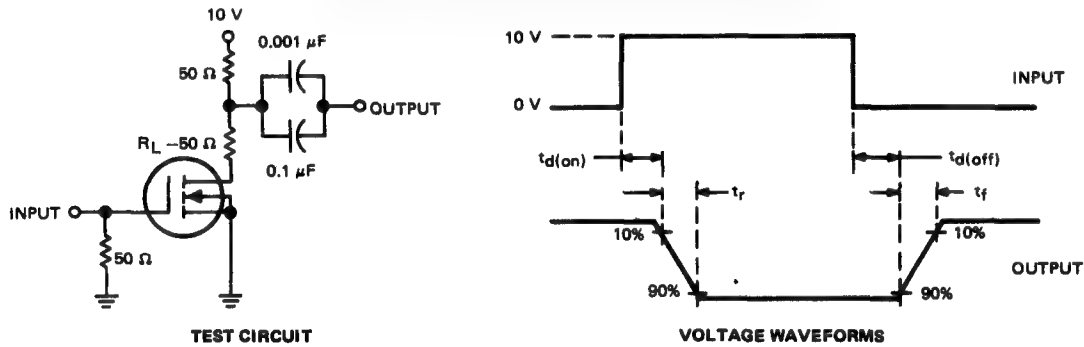 10 V
0.001 μF
50 Ω
OUTPUT
RL –50 Ω
0.1 μF
INPUT
50 Ω
TEST CIRCUIT
10 V
INPUT
0 V
td(on)
td(off)
tr
tf
10%
10%
OUTPUT
90%
90%
VOLTAGE WAVEFORMS